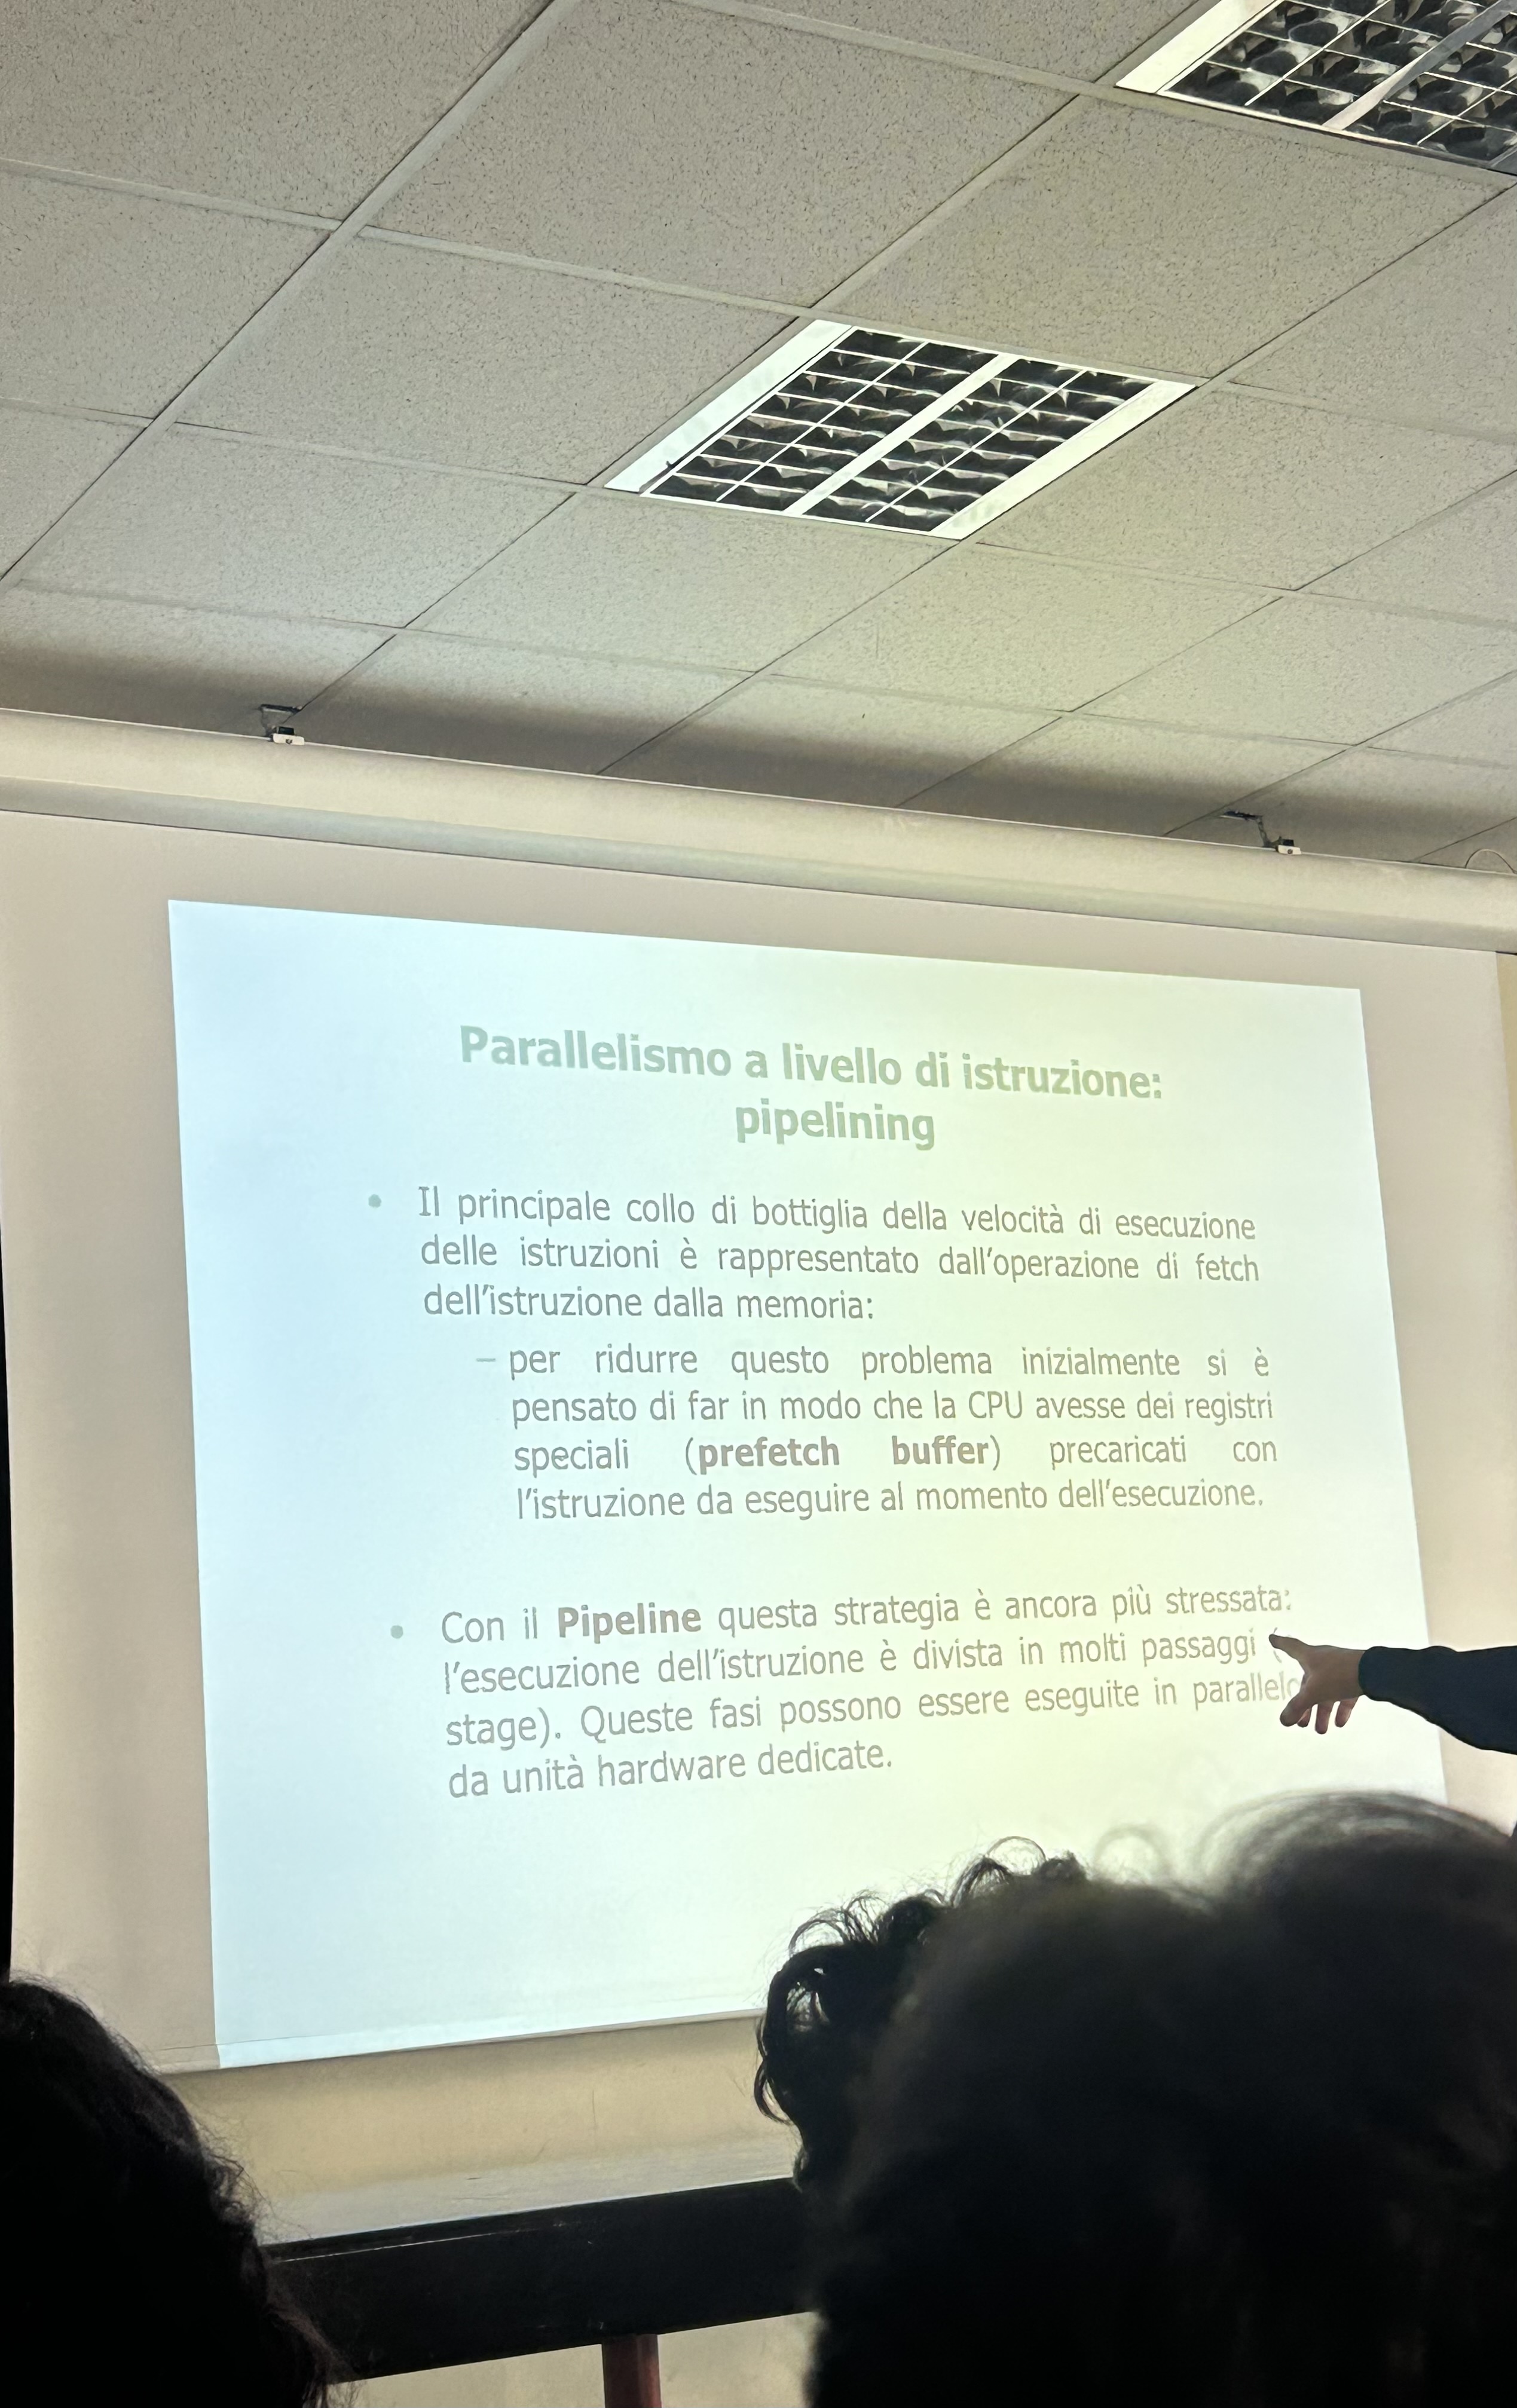 Parallelismo a livello di istruzione:
pipelining
• Il principale collo di bottiglia della velocità di esecuzione
delle istruzioni è rappresentato dall'operazione di fetch
dell'istruzione dalla memoria:
– per ridurre questo problema inizialmente si è
pensato di far in modo che la CPU avesse dei registri
speciali (prefetch buffer) precaricati con
l'istruzione da eseguire al momento dell'esecuzione.
• Con il Pipeline questa strategia è ancora più stressata:
l'esecuzione dell'istruzione è divista in molti passaggi (
stage). Queste fasi possono essere eseguite in parallelo
da unità hardware dedicate.